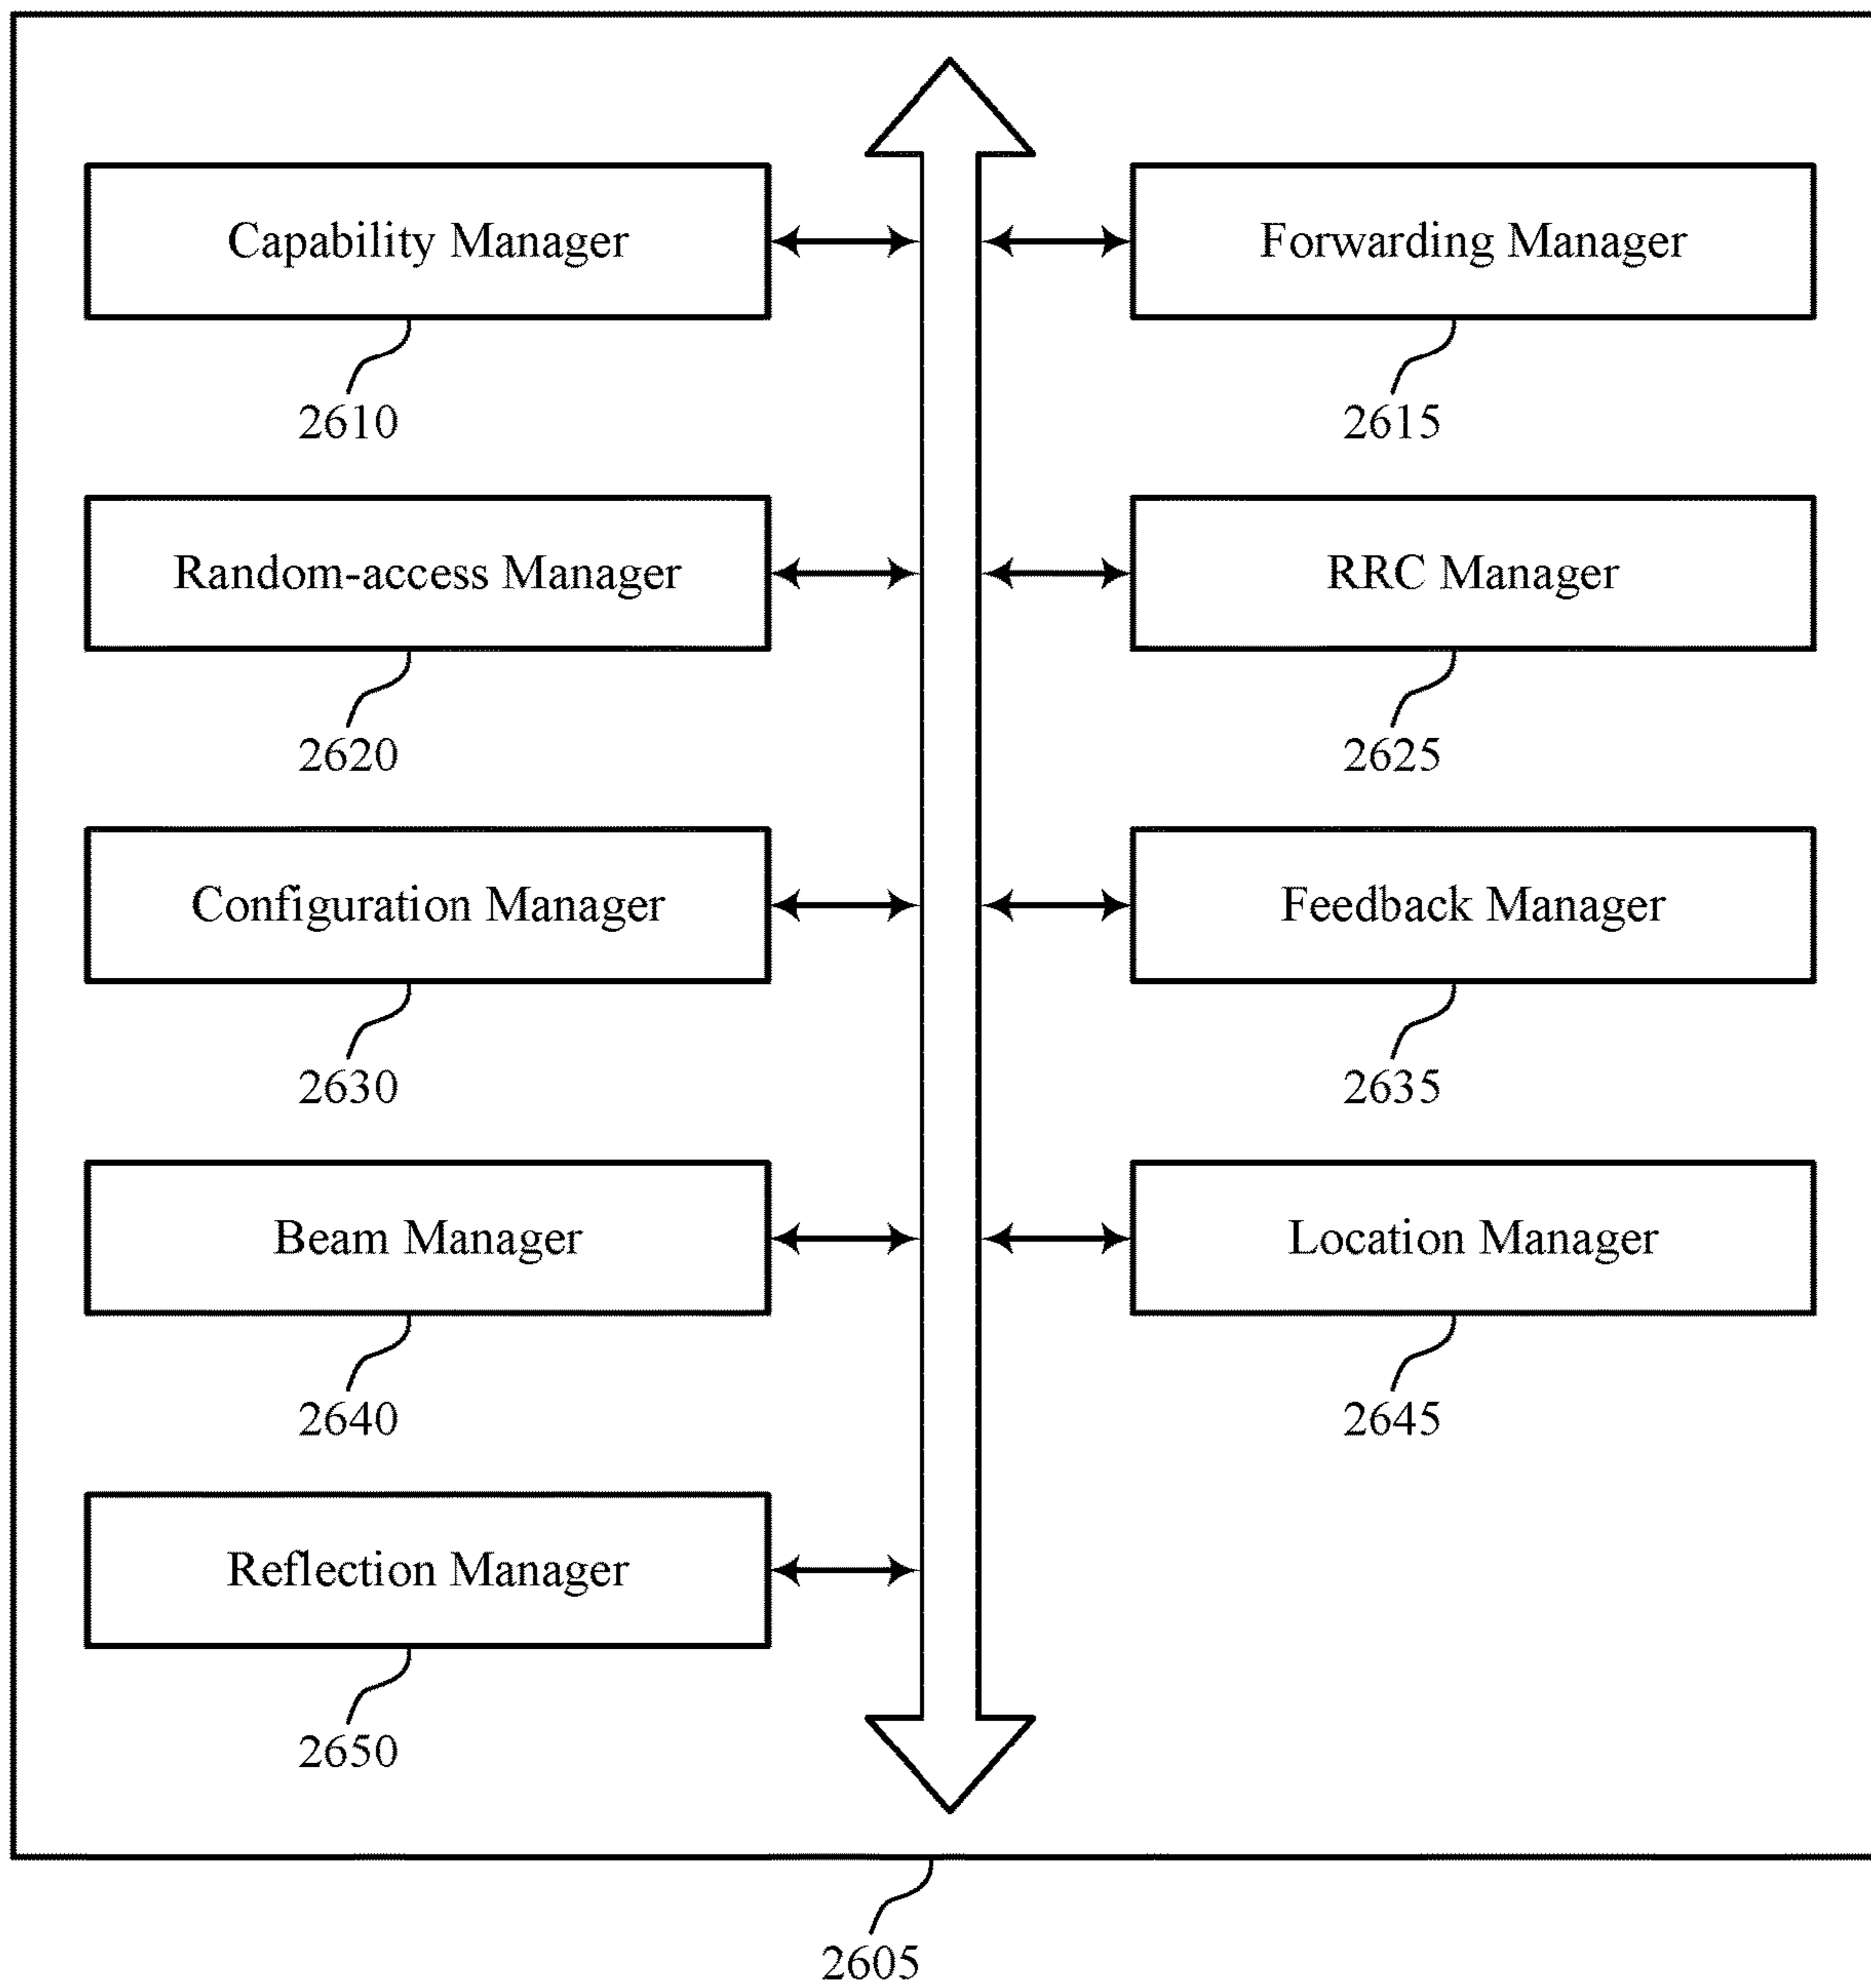 Capability Manager
Forwarding Manager
2610
2615
Random-access Manager
RRC Manager
2620
2625
Configuration Manager
Feedback Manager
2630
2635
Beam Manager
Location Manager
2640
2645
Reflection Manager
2650
2605